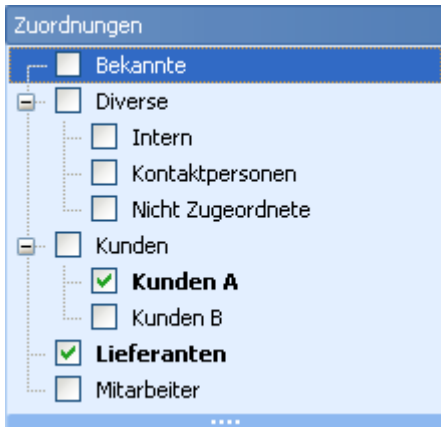 Zuordnungen
Bekannte
Diverse
Intern
Kontaktpersonen
Nicht Zugeordnete
Kunden
Kunden A
Kunden B
Lieferanten
Mitarbeiter